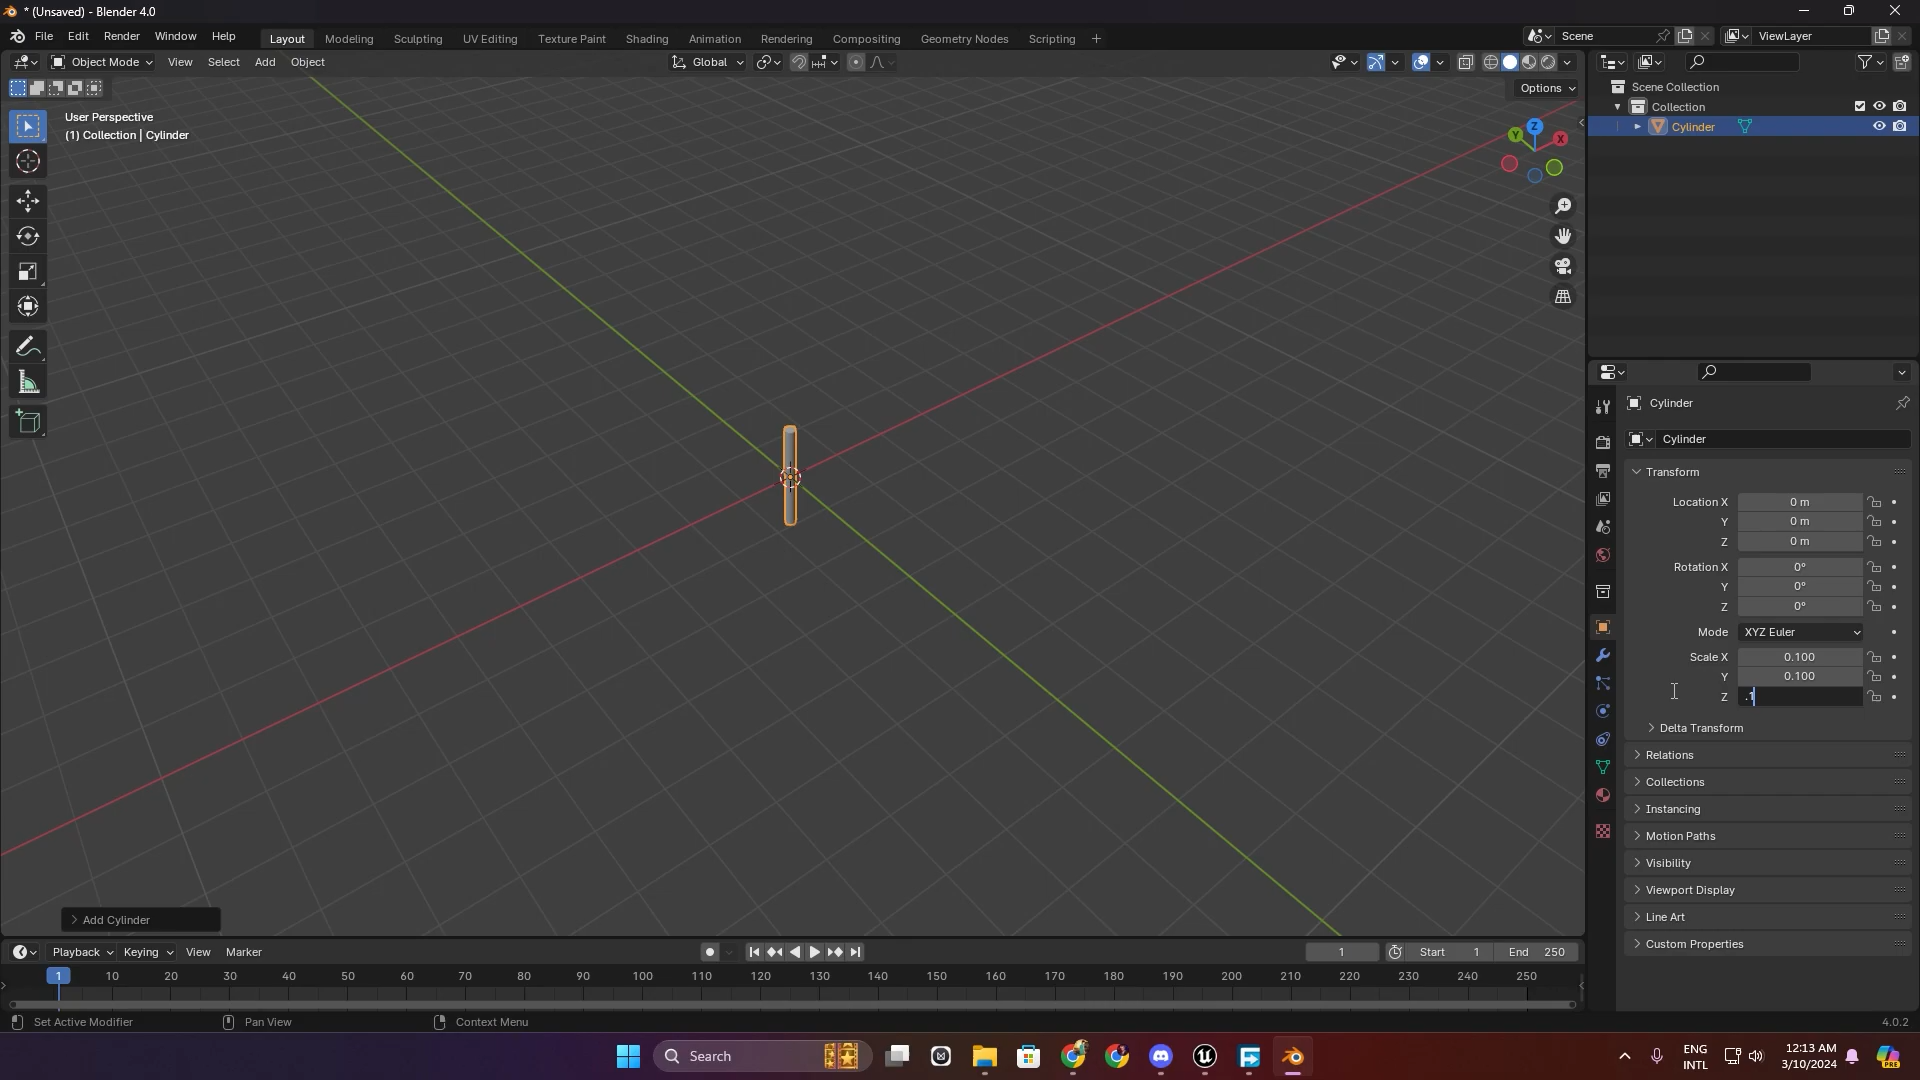 * (Unsaved) - Blender 4.0
File Edit Render Window Help Layout Modeling Sculpting UV Editing Texture Paint Shading Animation Rendering Compositing Geometry Nodes Scripting + Scene ViewLayer
Object Mode View Select Add Object Global
Options
User Perspective
(1) Collection | Cylinder
Z
Y
X
Scene Collection
Collection
Cylinder
Cylinder
Cylinder
Transform
Location X 0 m
Y 0 m
Z 0 m
Rotation X 0°
Y 0°
Z 0°
Mode XYZ Euler
Scale X 0.100
Y 0.100
Z .1
Delta Transform
Relations
Collections
Instancing
Motion Paths
Visibility
Viewport Display
Line Art
Custom Properties
Add Cylinder
Playback Keying View Marker 1 Start 1 End 250
1 10 20 30 40 50 60 70 80 90 100 110 120 130 140 150 160 170 180 190 200 210 220 230 240 250
Set Active Modifier Pan View Context Menu 4.0.2
Search
ENG
INTL
12:13 AM
3/10/2024
PRE